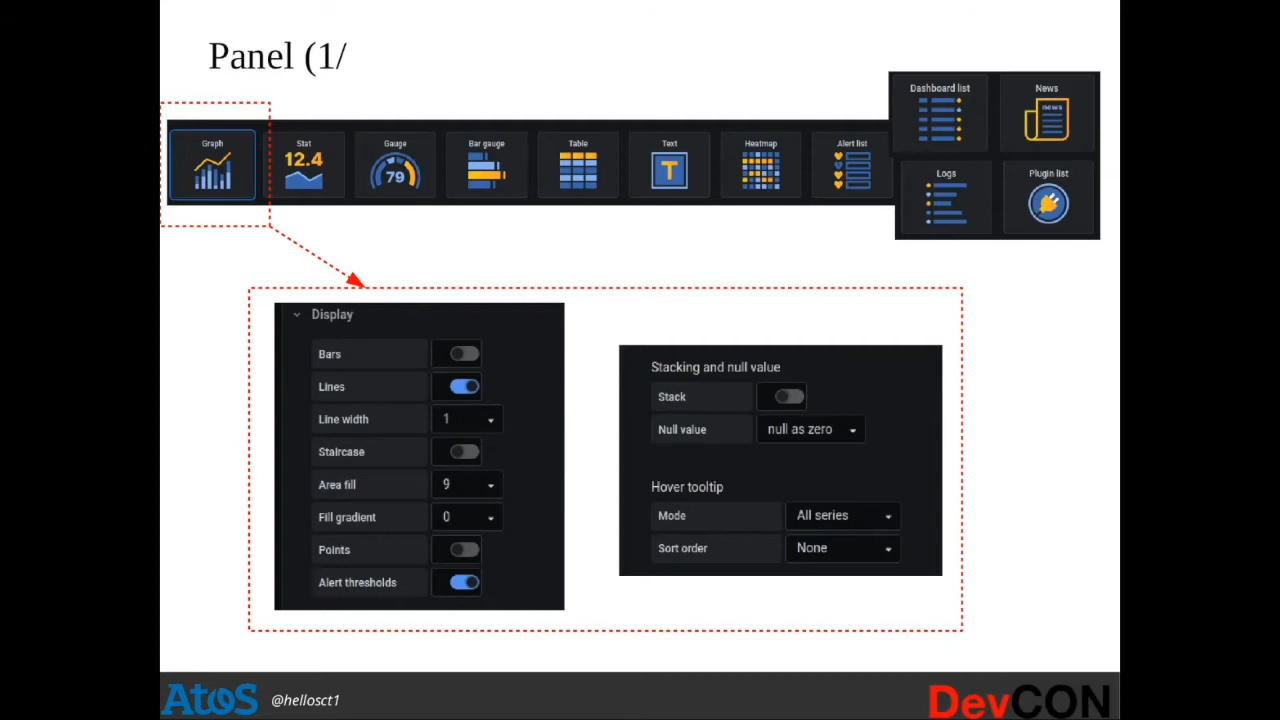 Panel (1/
Graph
Stat
12.4
Gauge
79
Bar gauge
Table
Text
T
Heatmap
Alert list
Dashboard list
News
NEWS
Logs
Plugin list
Display
Bars
Lines
Line width 1
Staircase
Area fill 9
Fill gradient 0
Points
Alert thresholds
Stacking and null value
Stack
Null value null as zero
Hover tooltip
Mode All series
Sort order None
Atos @hellosct1 DevCON